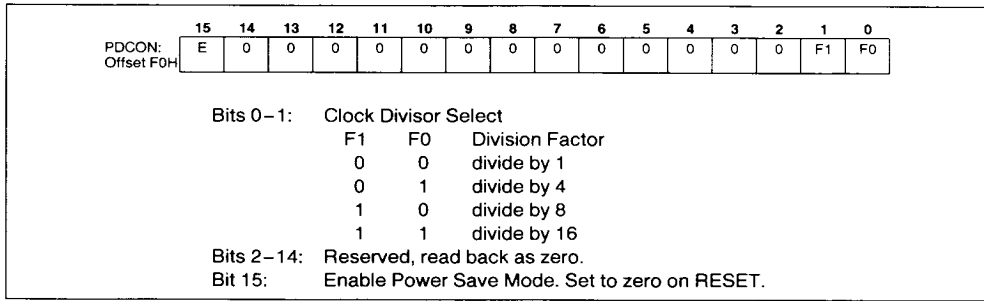 15 14 13 12 11 10 9 8 7 6 5 4 3 2 1 0
PDCON: E 0 0 0 0 0 0 0 0 0 0 0 0 0 F1 F0
Offset F0H
Bits 0–1: Clock Divisor Select
F1 F0 Division Factor
0 0 divide by 1
0 1 divide by 4
1 0 divide by 8
1 1 divide by 16
Bits 2–14: Reserved, read back as zero.
Bit 15: Enable Power Save Mode. Set to zero on RESET.